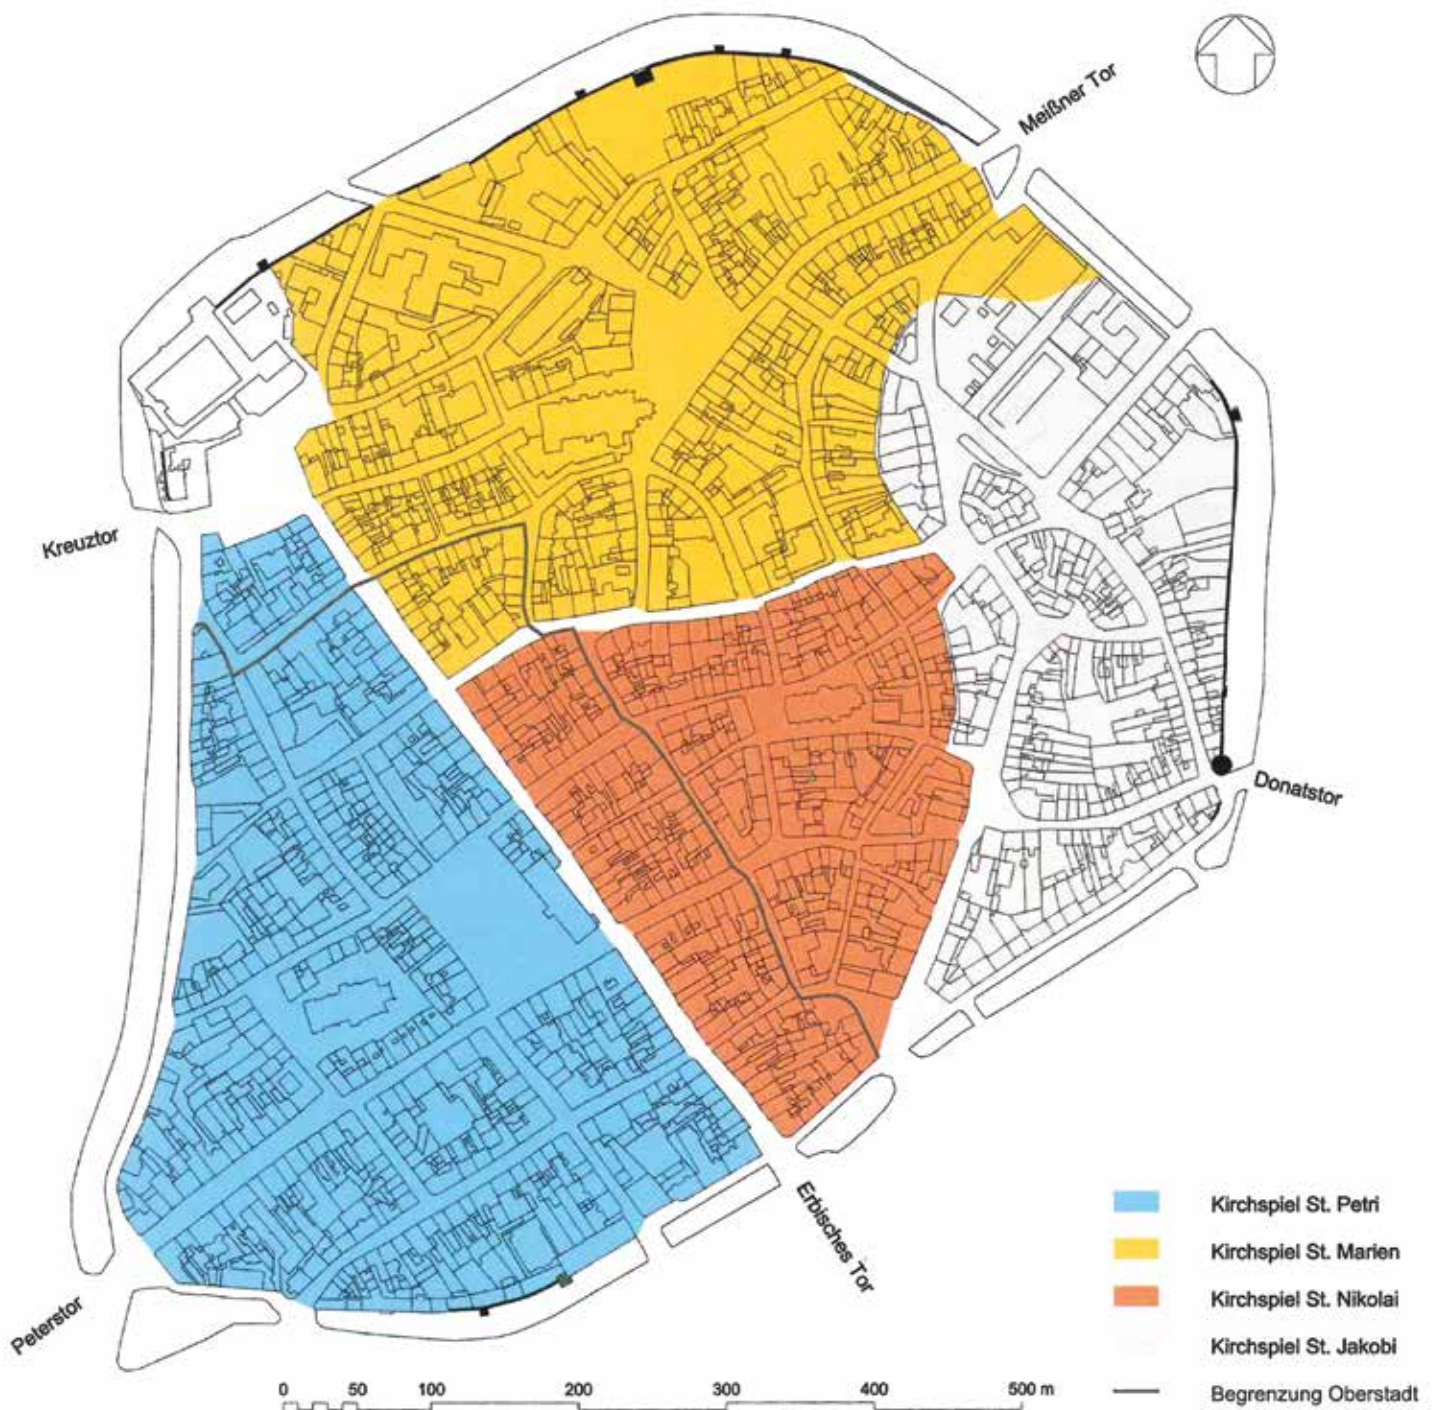 Meißner Tor
Kreuztor
Donatstor
Erbisches Tor
Peterstor
Kirchspiel St. Petri
Kirchspiel St. Marien
Kirchspiel St. Nikolai
Kirchspiel St. Jakobi
Begrenzung Oberstadt
0 50 100 200 300 400 500 m